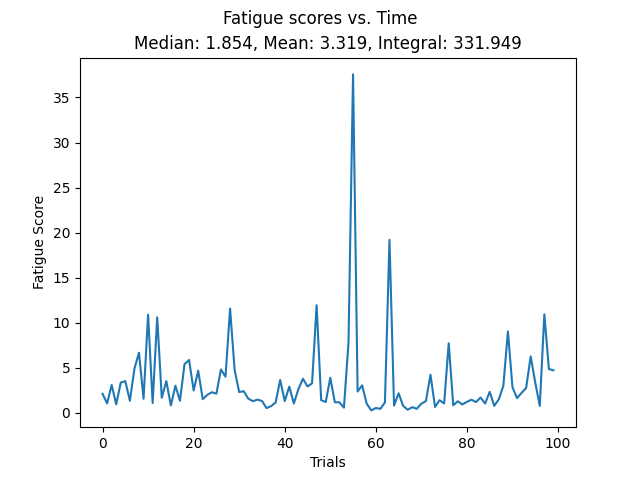 Fatigue scores vs. Time
Median: 1.854, Mean: 3.319, Integral: 331.949
35
30
25
20
15
10
5
0
Fatigue Score
0 20 40 60 80 100
Trials